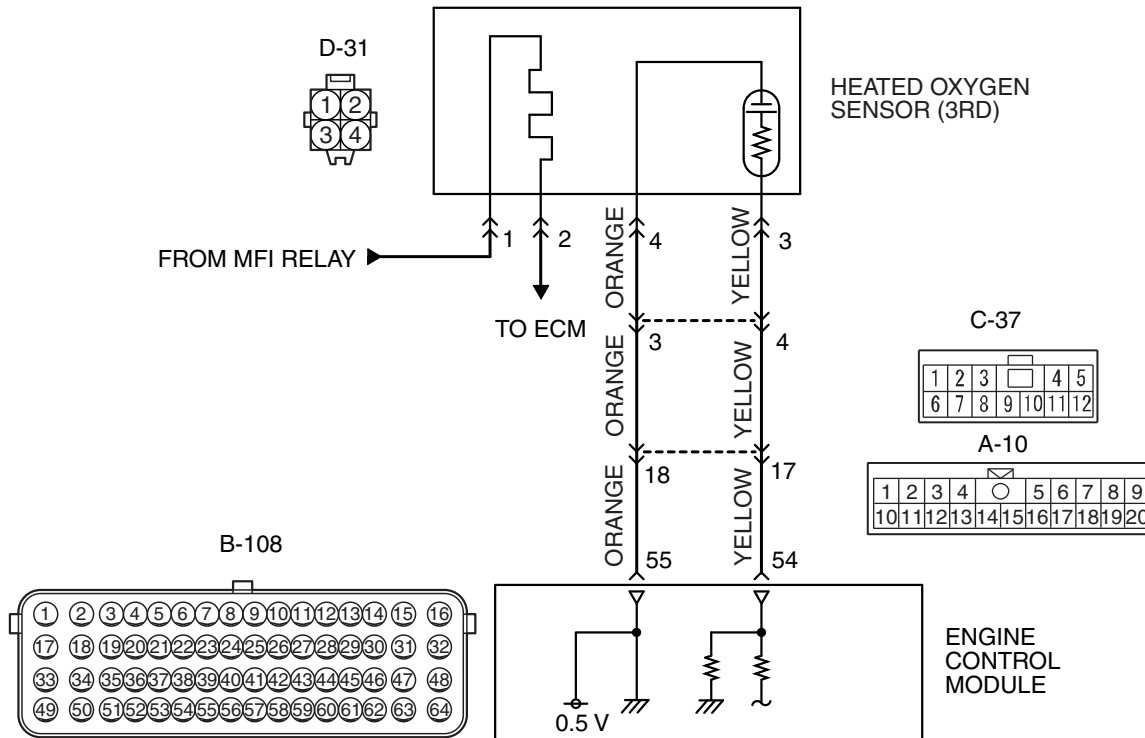 D-31
1 2
3 4
HEATED OXYGEN
SENSOR (3RD)
FROM MFI RELAY
1
2
TO ECM
ORANGE
4
YELLOW
3
3
4
ORANGE
YELLOW
18
17
ORANGE
55
YELLOW
54
C-37
1 2 3 4 5
6 7 8 9 10 11 12
A-10
1 2 3 4 5 6 7 8 9
10 11 12 13 14 15 16 17 18 19 20
B-108
1 2 3 4 5 6 7 8 9 10 11 12 13 14 15 16
17 18 19 20 21 22 23 24 25 26 27 28 29 30 31 32
33 34 35 36 37 38 39 40 41 42 43 44 45 46 47 48
49 50 51 52 53 54 55 56 57 58 59 60 61 62 63 64
0.5 V
ENGINE
CONTROL
MODULE